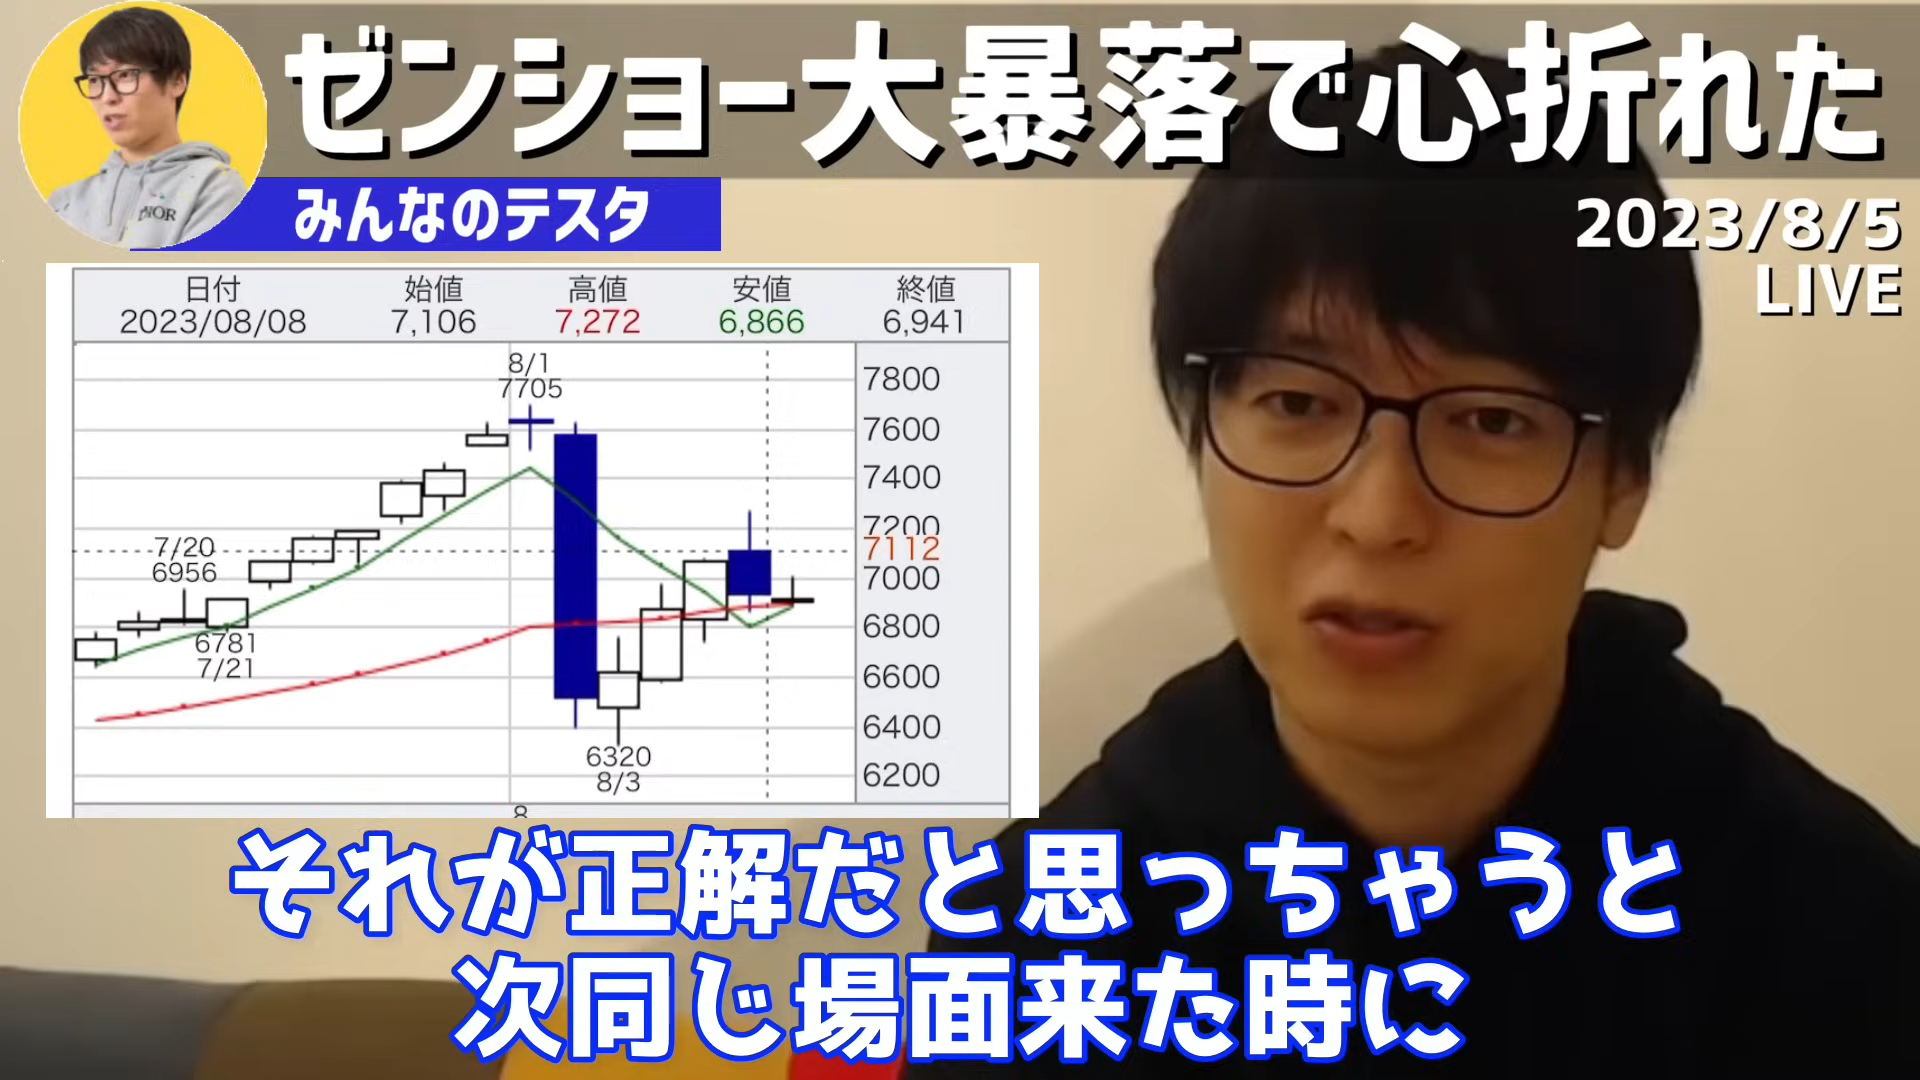 ゼンショー大暴落で心折れた
みんなのテスタ
2023/8/5
LIVE
日付 始値 高値 安値 終値
2023/08/08 7,106 7,272 6,866 6,941
8/1
7705
7800
7600
7400
7200
7112
7000
6800
6600
6400
6200
7/20
6956
6781
7/21
6320
8/3
8
それが正解だと思っちゃうと
次同じ場面来た時に